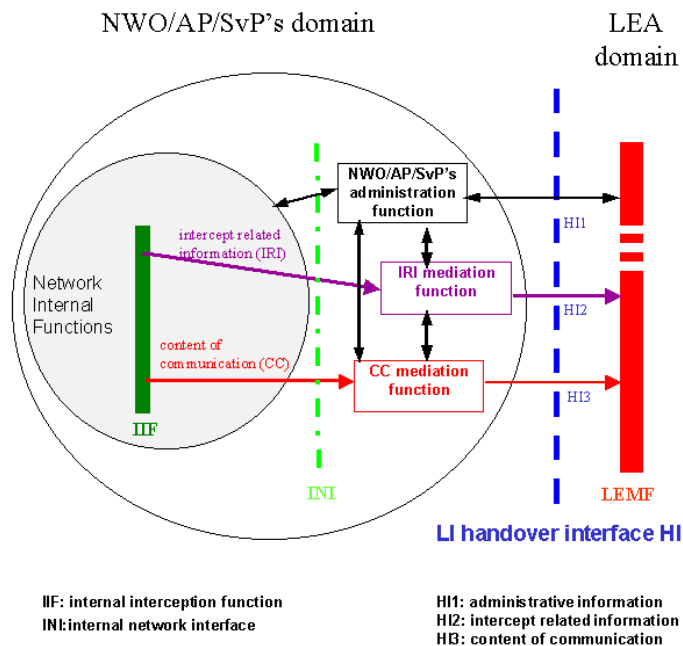 NWO/AP/SvP's domain
LEA
domain
NWO/AP/SvP's
administration
function
HI1
intercept related
information (IRI)
IRI mediation
function
Network
Internal
Functions
HI2
content of
communication (CC)
CC mediation
function
HI3
IIF
INI
LEMF
LI handover interface HI
IIF: internal interception function
INI:internal network interface
HI1: administrative information
HI2: intercept related information
HI3: content of communication